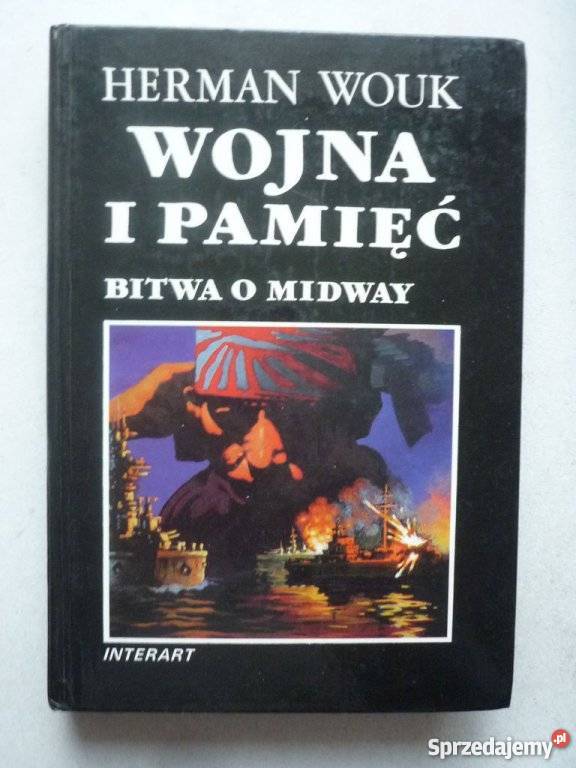 HERMAN WOUK
WOJNA
I PAMIĘĆ
BITWA O MIDWAY
INTERART
Sprzedajemy.pl